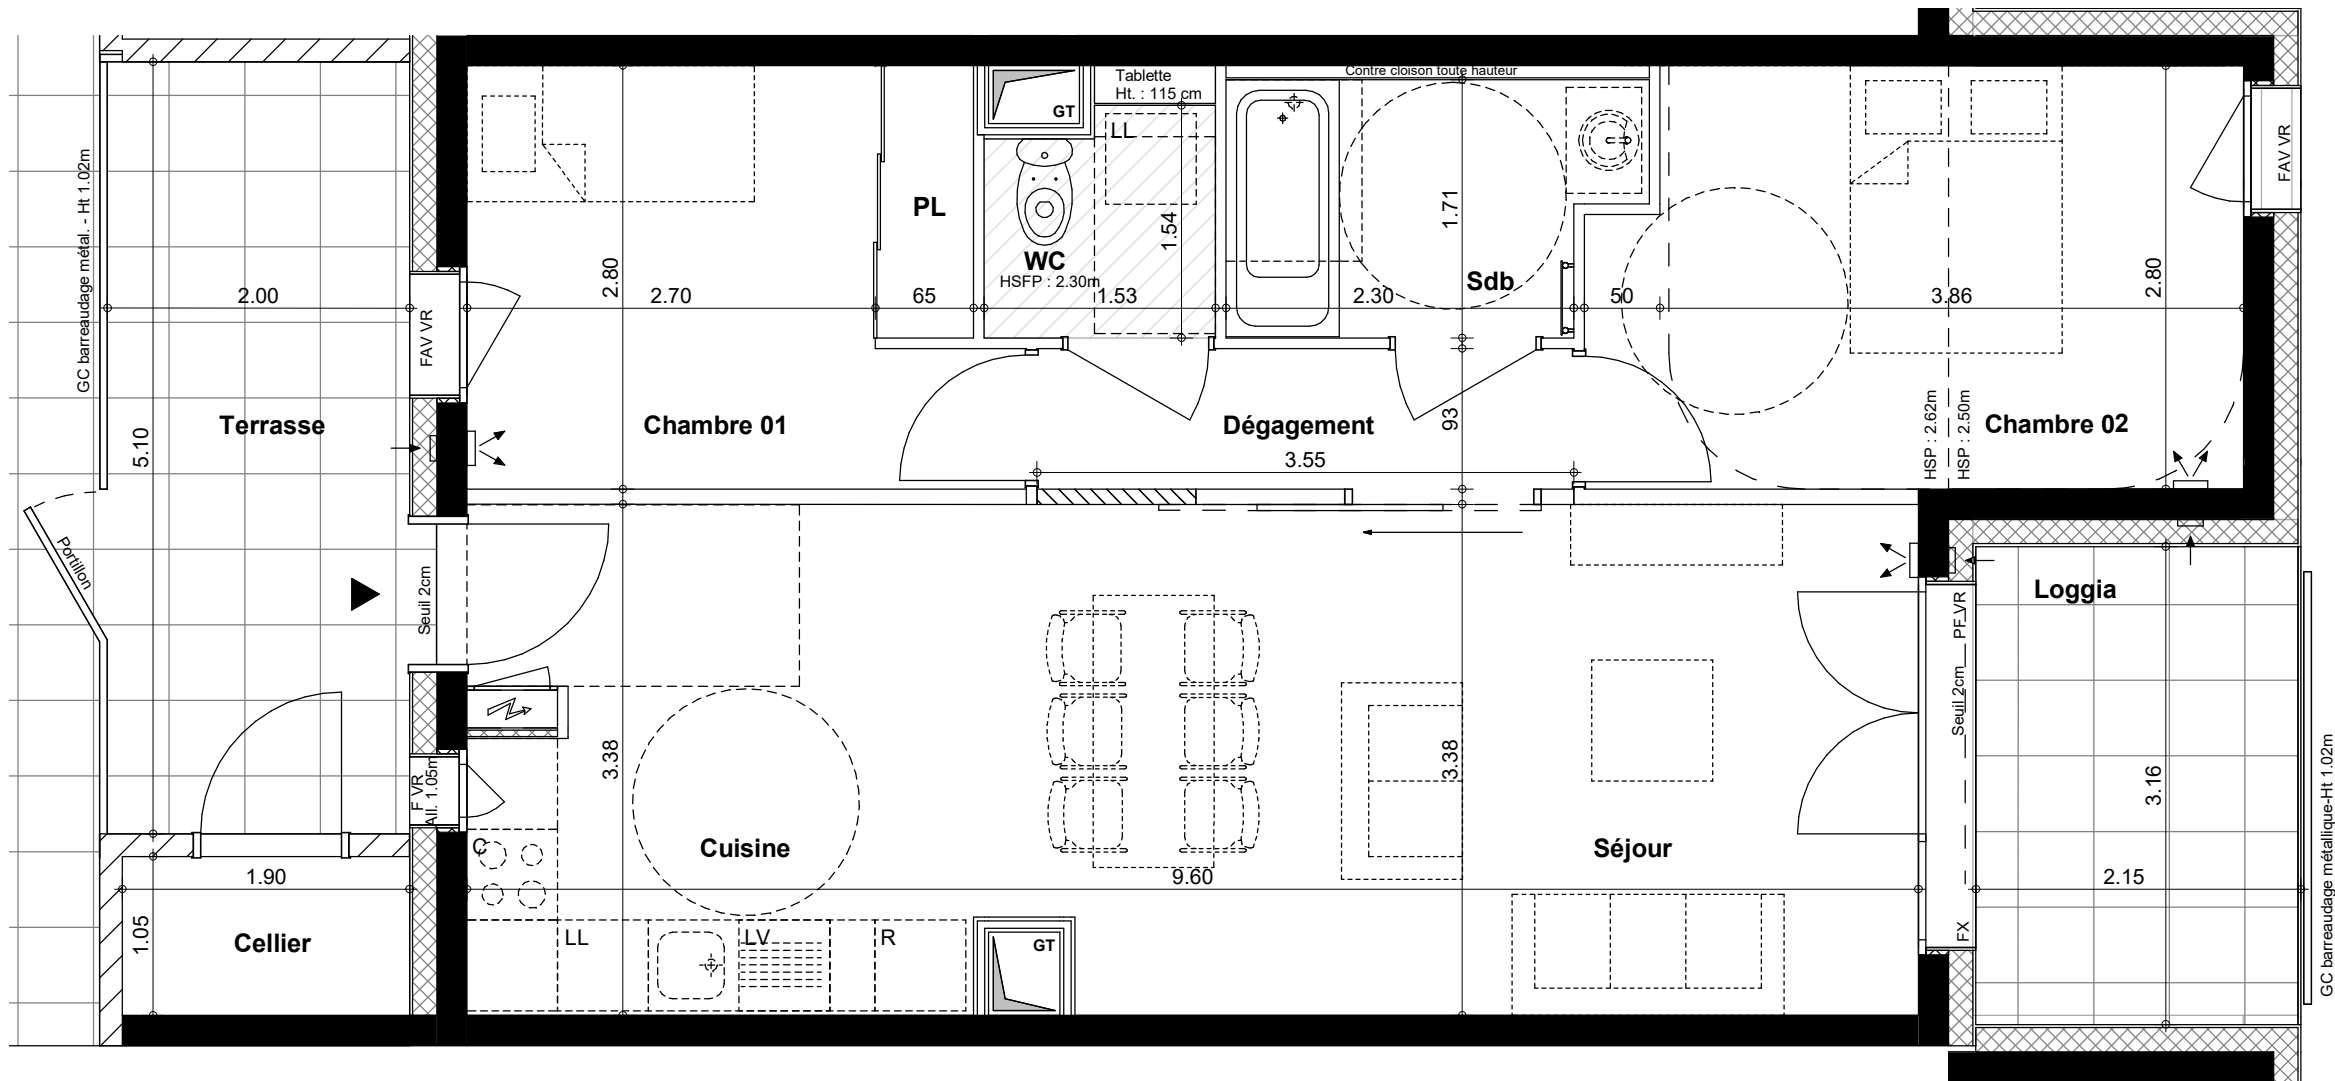 Contre cloison toute hauteur
Tablette
Ht. : 115 cm
GT
LL
PL
WC
HSFP : 2.30m
1.54
1.71
Sdb
2.80
2.00
2.70
65
1.53
2.30
50
3.86
2.80
FAV VR
FAV VR
GC barreaudage métal. - Ht 1.02m
Terrasse
5.10
Chambre 01
Dégagement
93
3.55
HSP : 2.62m
HSP : 2.50m
Chambre 02
Portillon
Seuil 2cm
Loggia
PF VR
Seuil 2cm
FX
F VR
All. 1.05m
3.38
3.38
3.16
C
Cuisine
Séjour
1.90
9.60
2.15
1.05
Cellier
LL
LV
R
GT
GC barreaudage métallique-Ht 1.02m